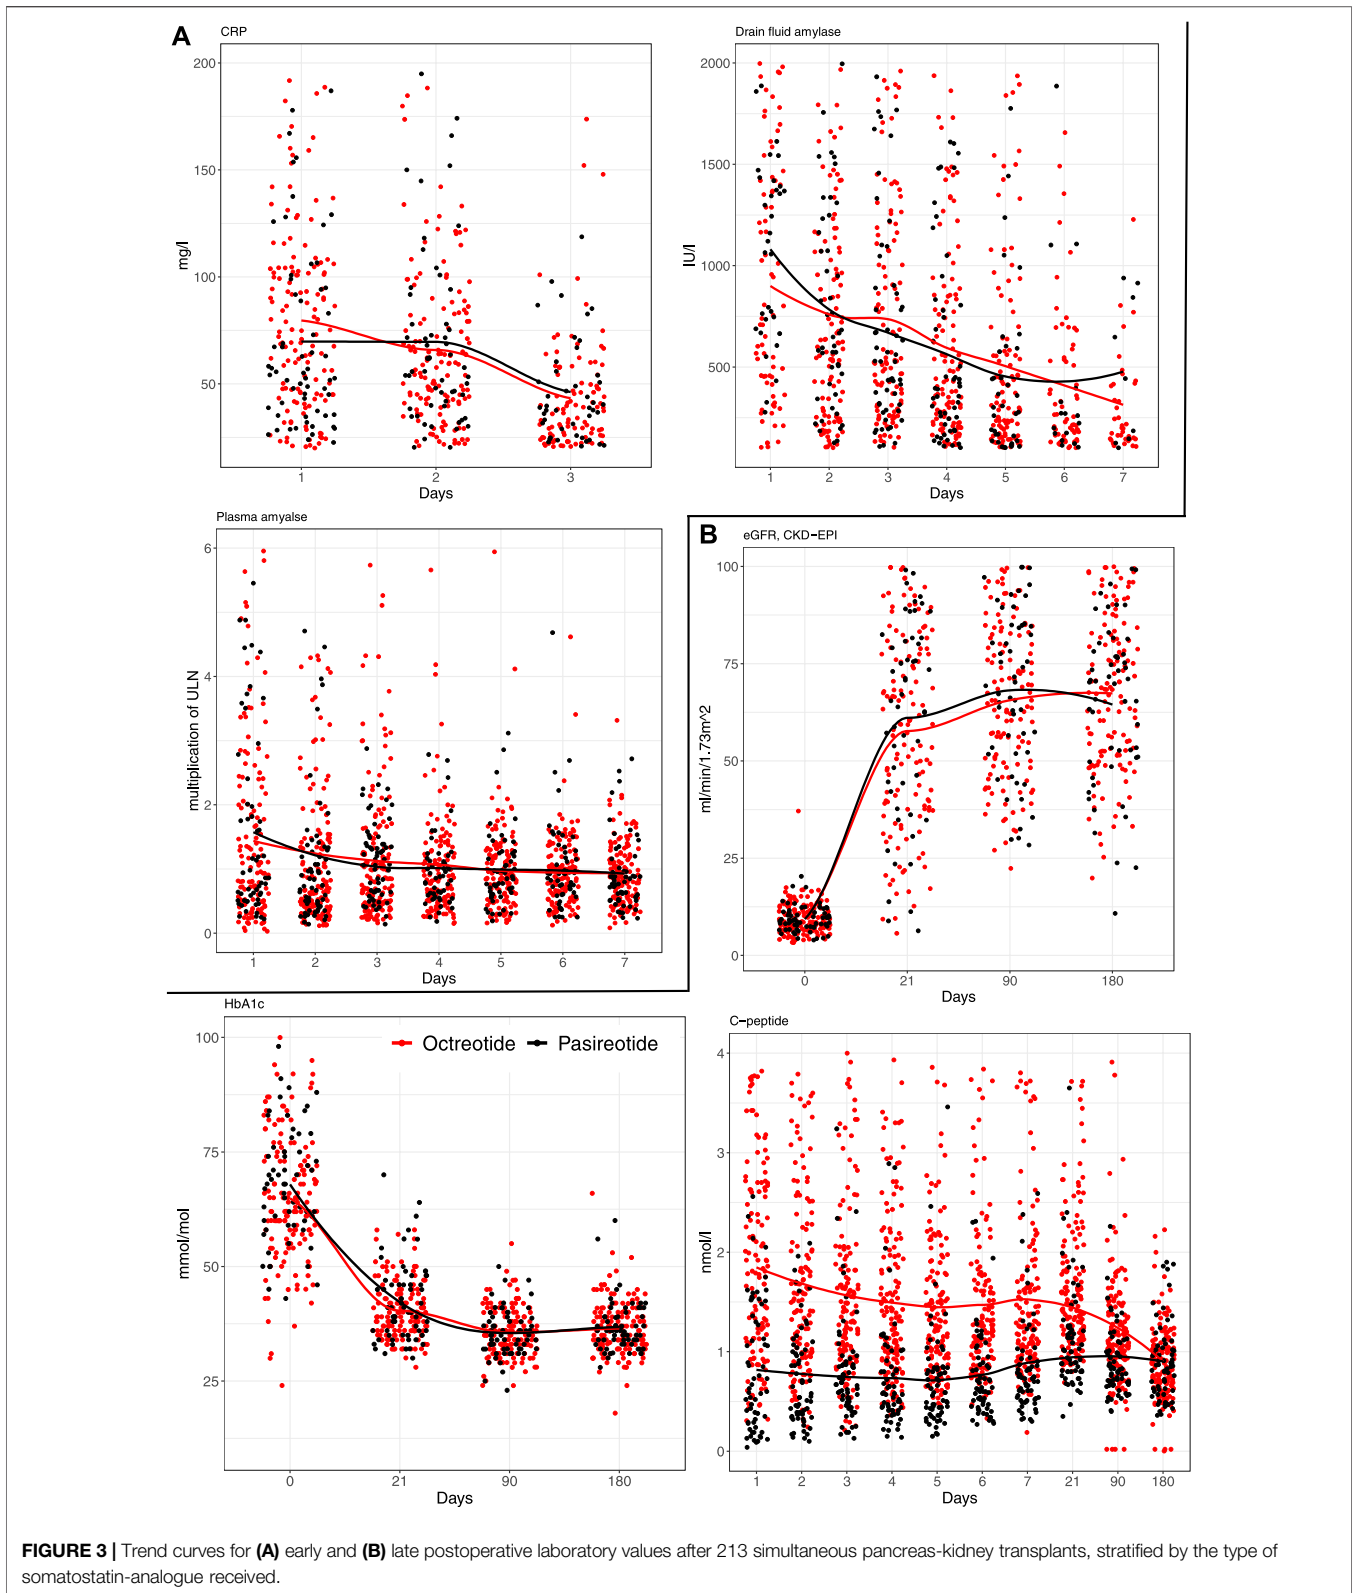 A
CRP
200
150
100
50
mg/l
1 2 3
Days
Drain fluid amylase
2000
1500
1000
500
IU/l
1 2 3 4 5 6 7
Days
Plasma amyalse
6
4
2
0
multiplication of ULN
1 2 3 4 5 6 7
Days
B
eGFR, CKD−EPI
100
75
50
25
0
ml/min/1.73m^2
0 21 90 180
Days
HbA1c
Octreotide Pasireotide
100
75
50
25
mmol/mol
0 21 90 180
Days
C−peptide
4
3
2
1
0
nmol/l
1 2 3 4 5 6 7 21 90 180
Days
FIGURE 3 | Trend curves for (A) early and (B) late postoperative laboratory values after 213 simultaneous pancreas-kidney transplants, stratified by the type of
somatostatin-analogue received.